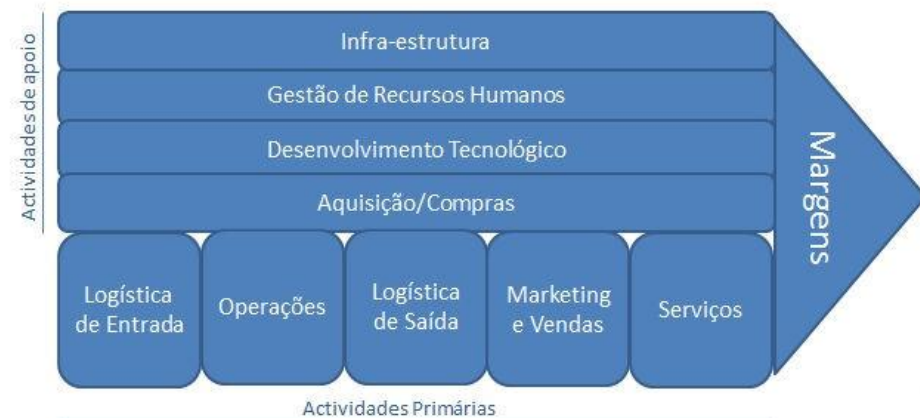 Actividades de apoio
Infra-estrutura
Gestão de Recursos Humanos
Desenvolvimento Tecnológico
Aquisição/Compras
Margens
Logística
de Entrada
Operações
Logística
de Saída
Marketing
e Vendas
Serviços
Actividades Primárias